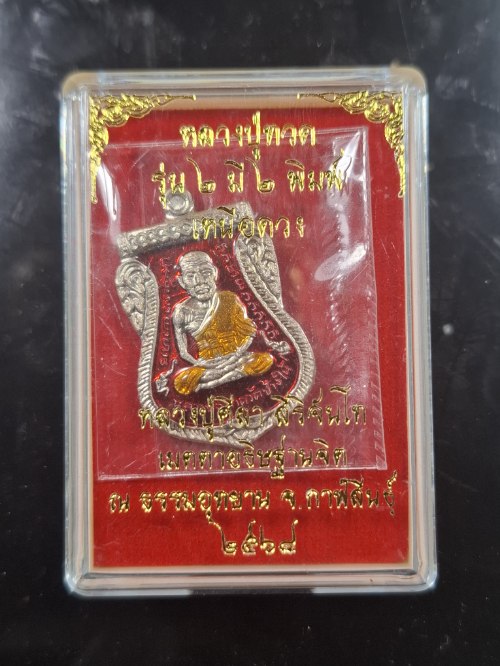 หลวงปู่ทวด
รุ่น ๒ มี ๒ พิมพ์
เหนือดวง
หลวงปู่ศิลา สิริจันโท
เมตตาอธิษฐานจิต
ณ ธรรมอุทยาน จ.กาฬสินธุ์
๒๕๖๘